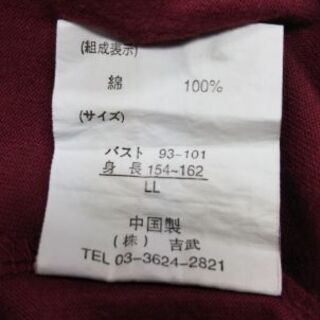 (組成表示)
綿 100%
(サイズ)
バスト 93-101
身 長 154~162
LL
中国製
(株) 吉武
TEL 03-3624-2821